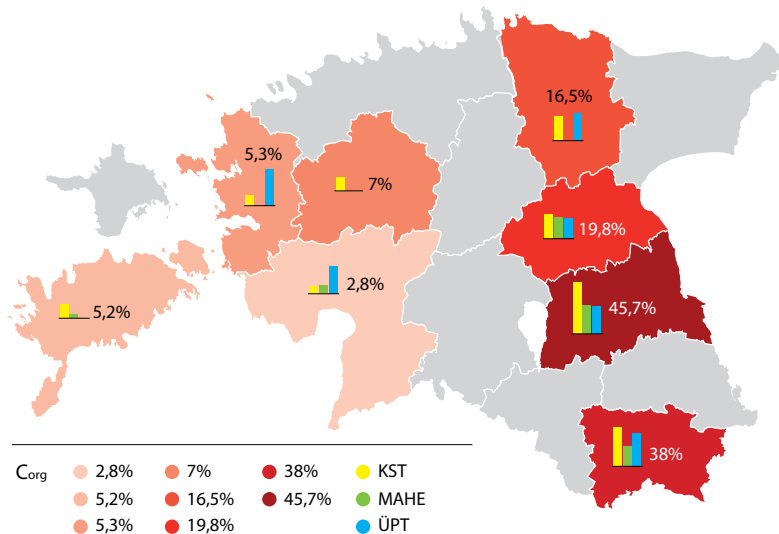 16,5%
5,3%
7%
19,8%
2,8%
5,2%
45,7%
38%
Corg 2,8% 7% 38% KST
5,2% 16,5% 45,7% MAHE
5,3% 19,8% ÜPT